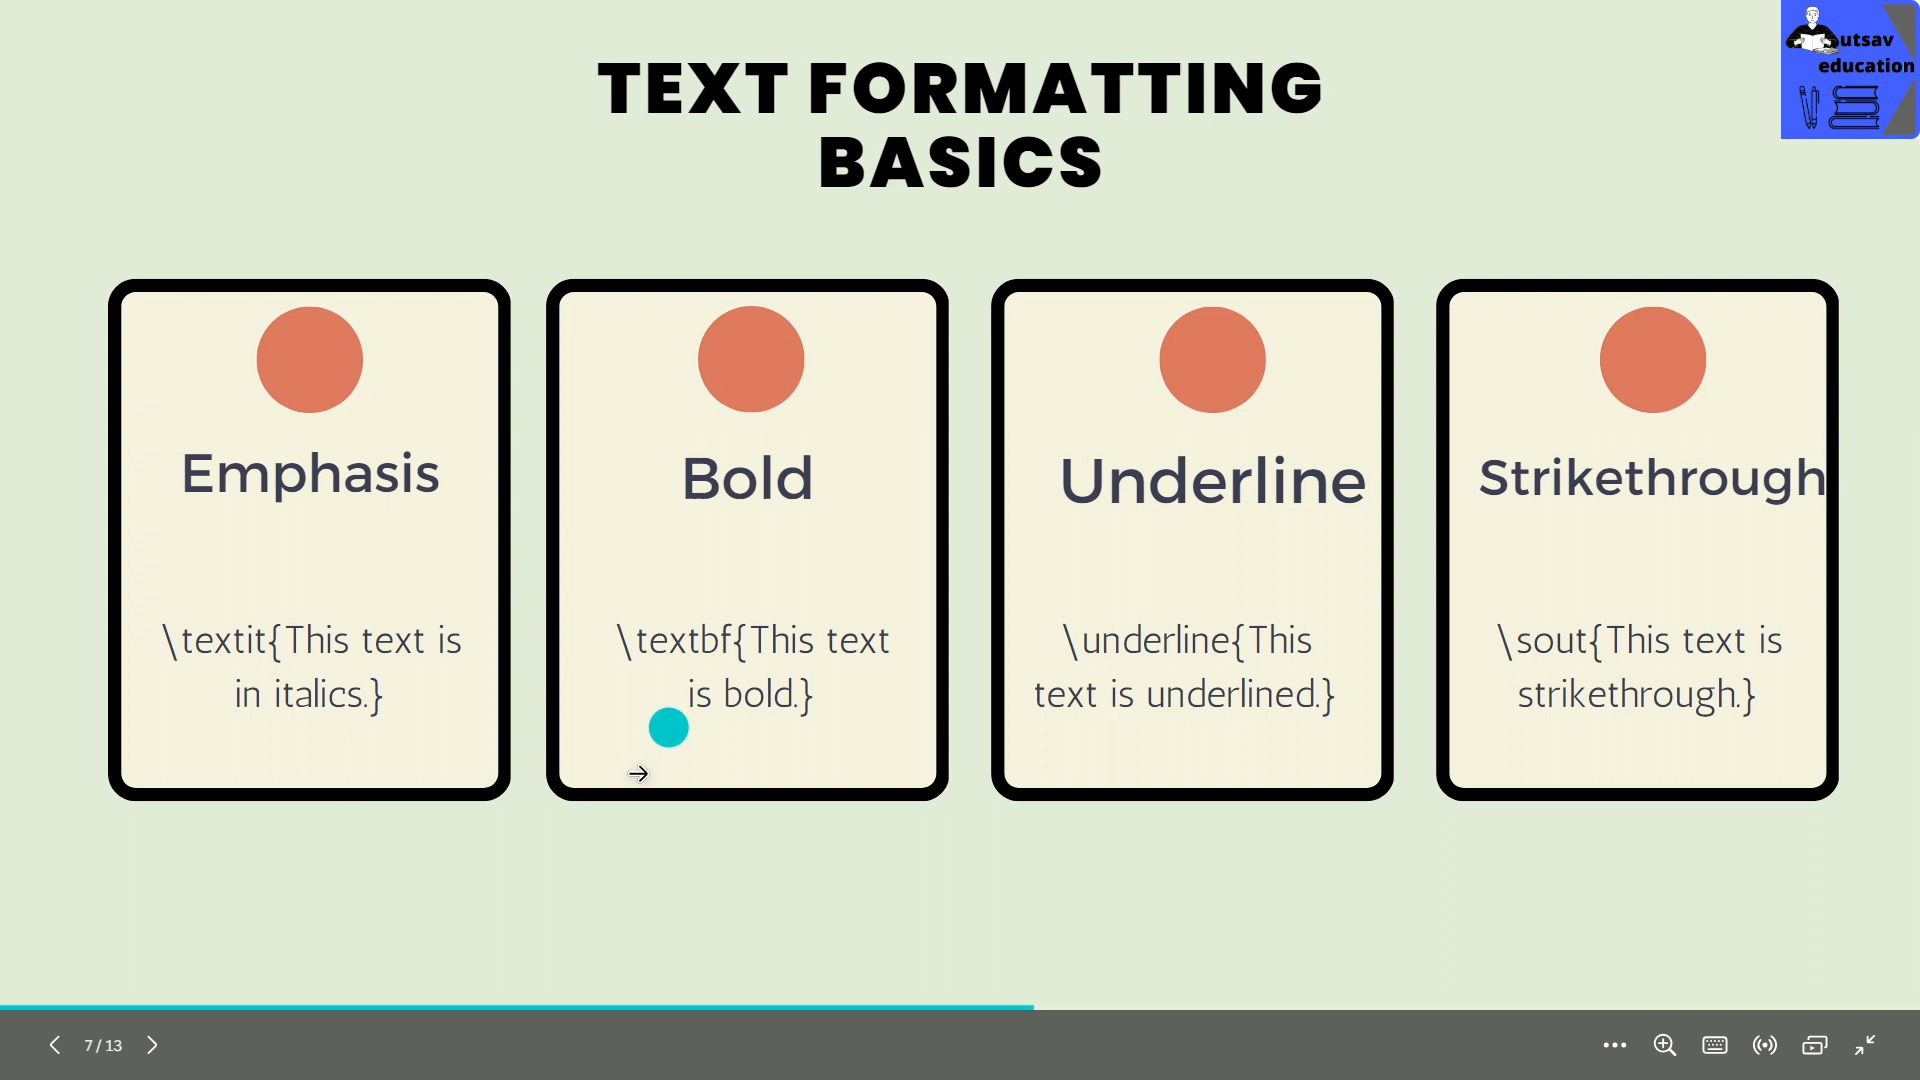 utsav
education
TEXT FORMATTING
BASICS
Emphasis
\textit{This text is
in italics.}
Bold
\textbf{This text
is bold.}
Underline
\underline{This
text is underlined.}
Strikethrough
\sout{This text is
strikethrough.}
7 / 13